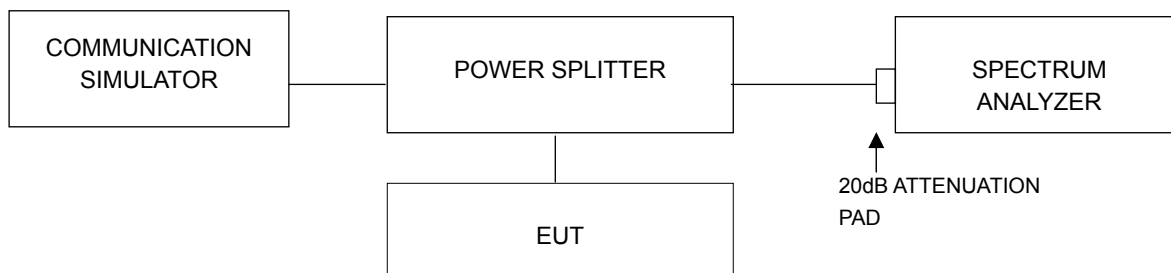 COMMUNICATION
SIMULATOR
POWER SPLITTER
SPECTRUM
ANALYZER
20dB ATTENUATION
PAD
EUT